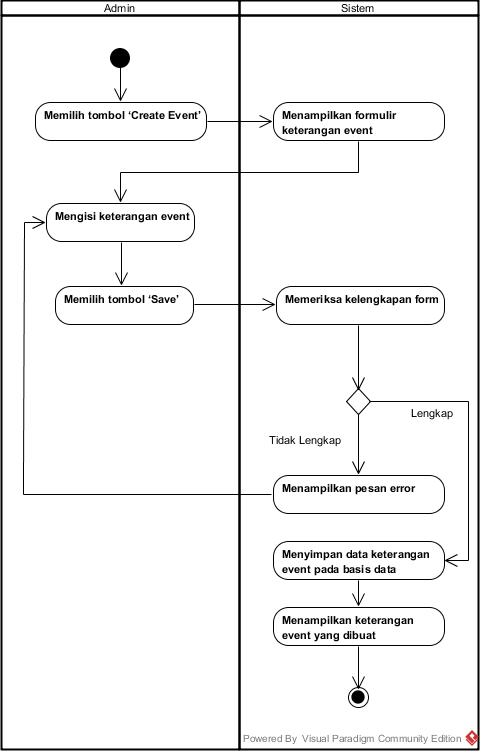 Admin
Sistem
Memilih tombol ‘Create Event’
Menampilkan formulir
keterangan event
Mengisi keterangan event
Memilih tombol ‘Save’
Memeriksa kelengkapan form
Lengkap
Tidak Lengkap
Menampilkan pesan error
Menyimpan data keterangan
event pada basis data
Menampilkan keterangan
event yang dibuat
Powered By Visual Paradigm Community Edition